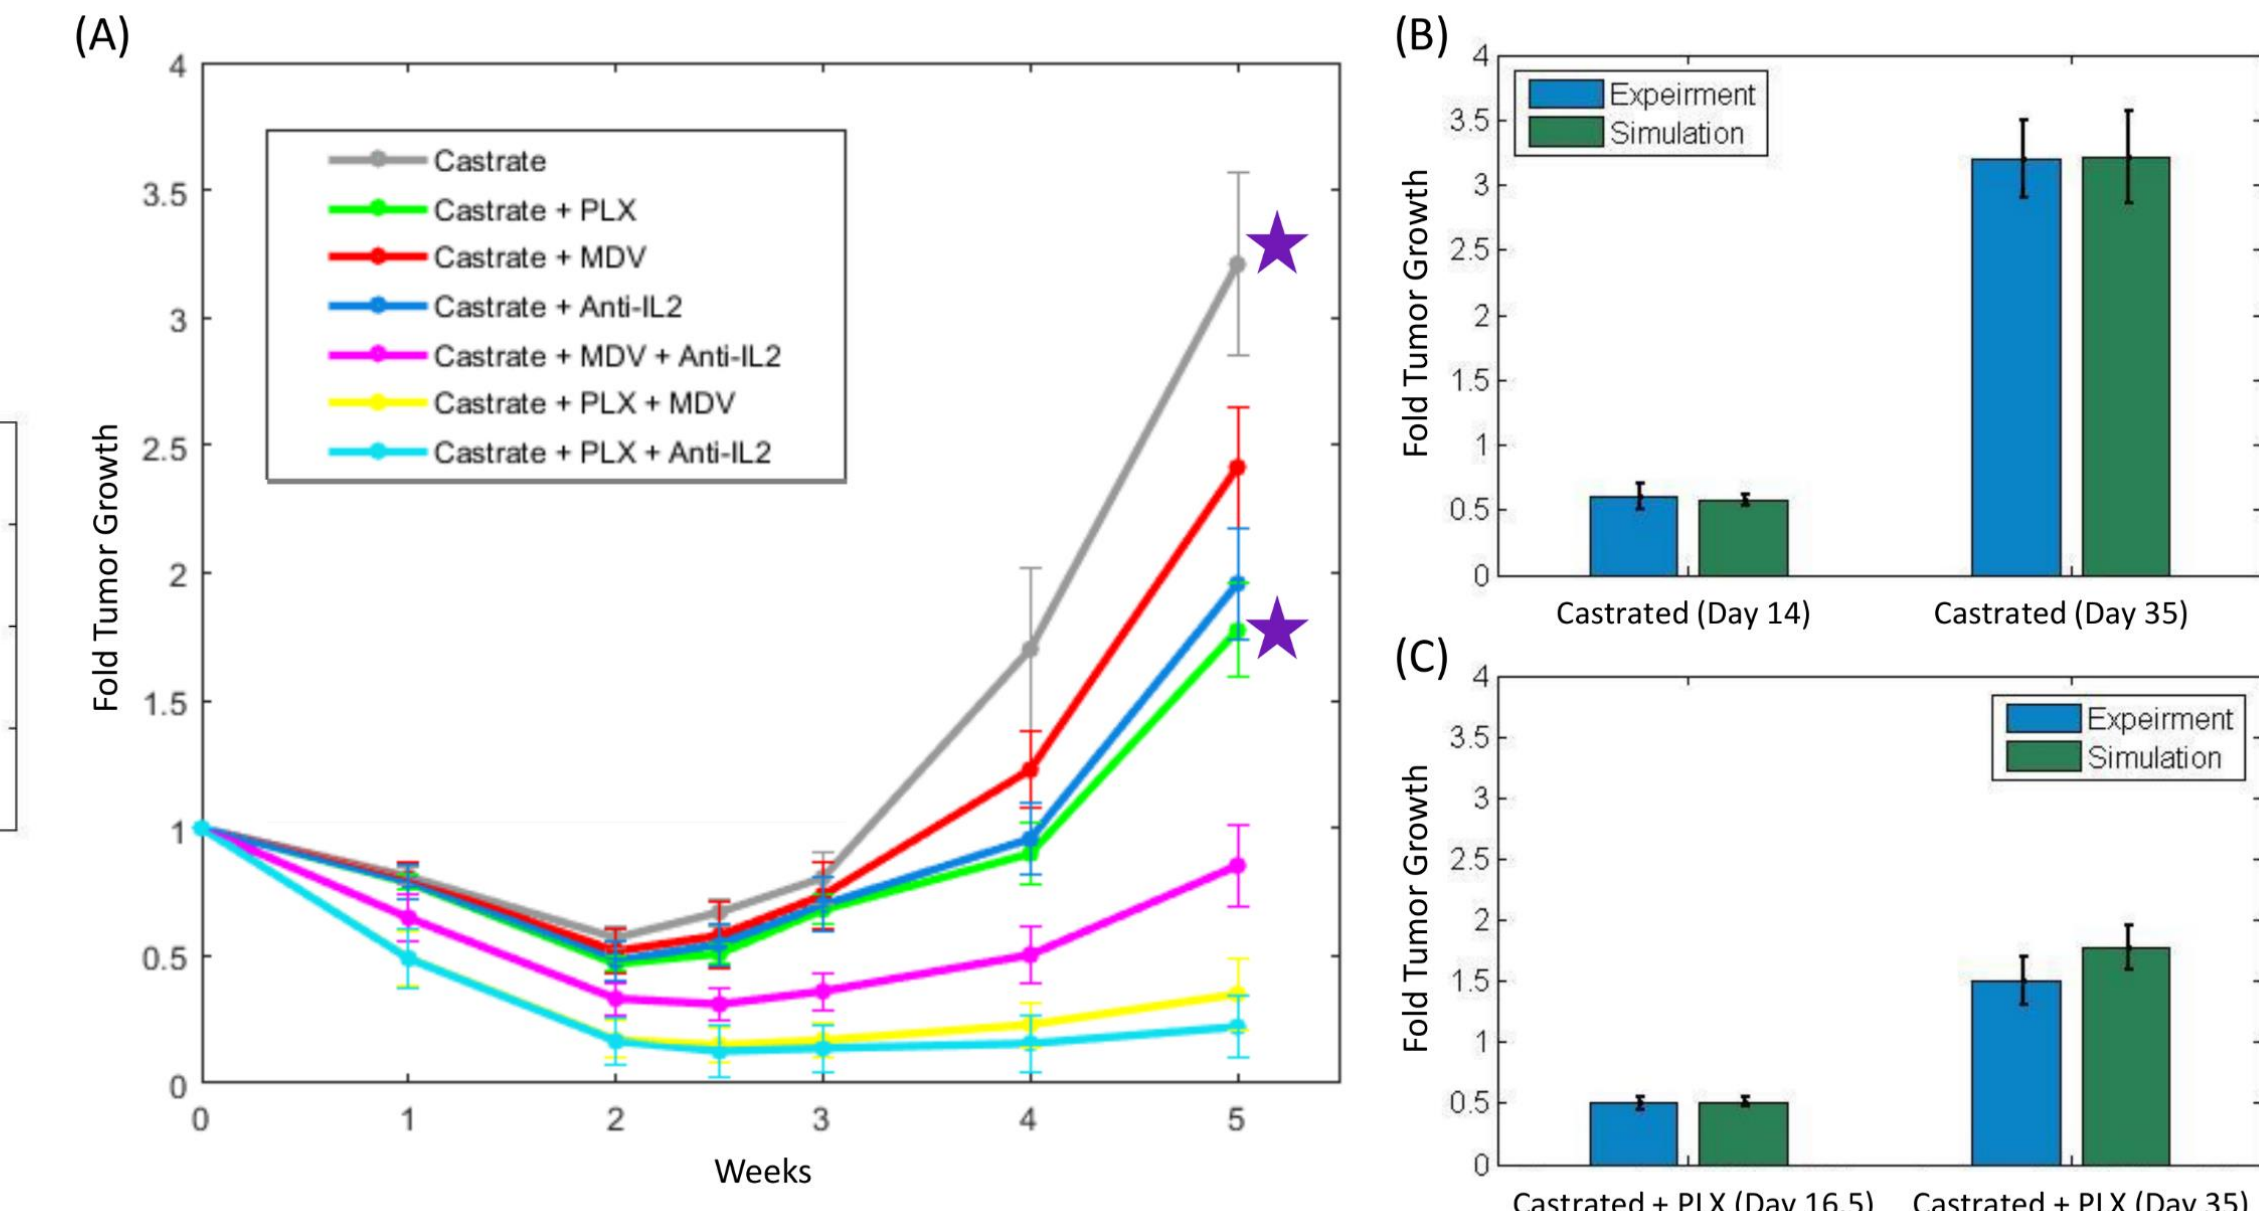 (A)
4
3.5
3
2.5
2
1.5
1
0.5
0
Fold Tumor Growth
Castrate
Castrate + PLX
Castrate + MDV
Castrate + Anti-IL2
Castrate + MDV + Anti-IL2
Castrate + PLX + MDV
Castrate + PLX + Anti-IL2
0 1 2 3 4 5
Weeks
(B)
4
3.5
3
2.5
2
1.5
1
0.5
0
Fold Tumor Growth
Expeirment
Simulation
Castrated (Day 14) Castrated (Day 35)
(C)
4
3.5
3
2.5
2
1.5
1
0.5
0
Fold Tumor Growth
Expeirment
Simulation
Castrated + PLX (Day 16.5) Castrated + PLX (Day 35)